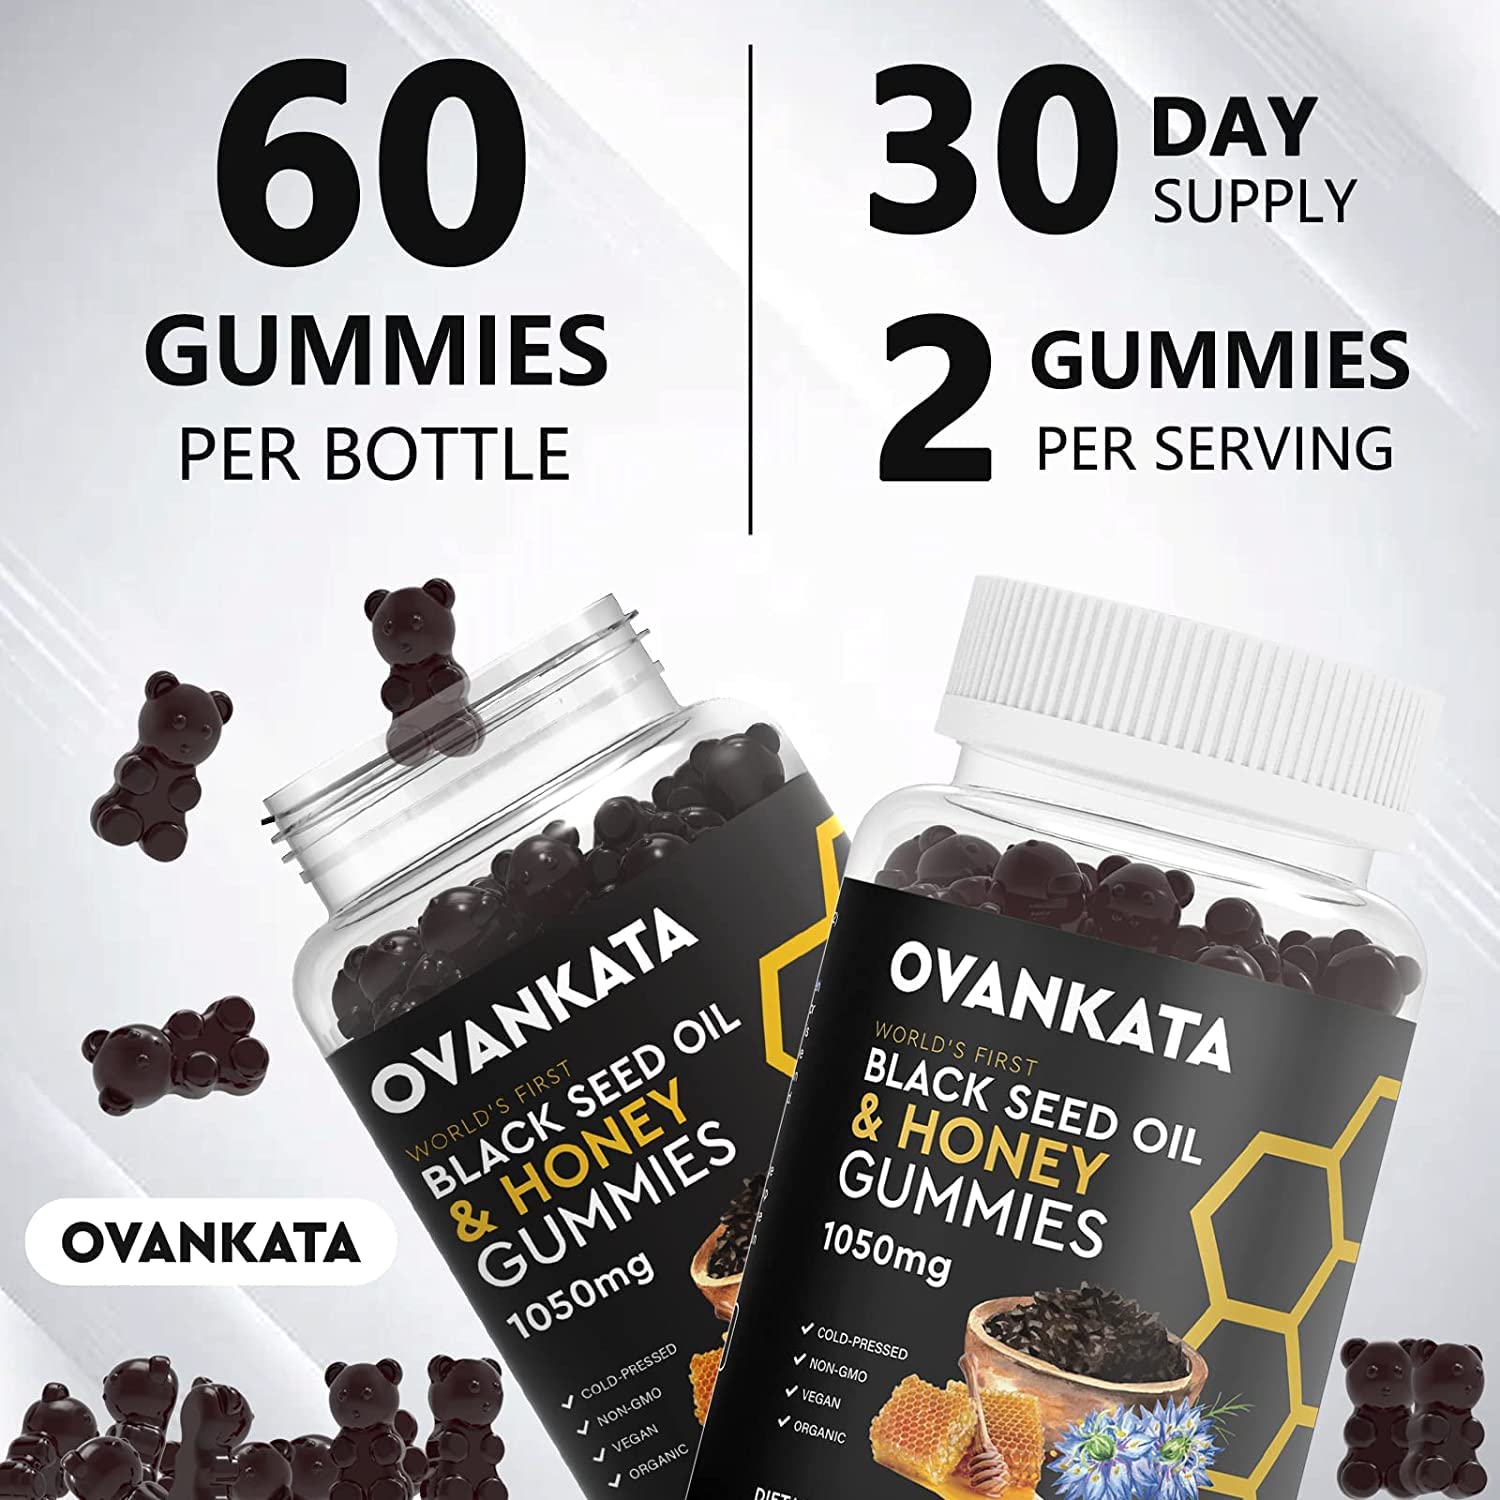 60
GUMMIES
PER BOTTLE
30 DAY
SUPPLY
2 GUMMIES
PER SERVING
OVANKATA
WORLD'S FIRST
BLACK SEED OIL
& HONEY
GUMMIES
1050mg
✓ COLD-PRESSED
✓ NON-GMO
✓ VEGAN
✓ ORGANIC
OVANKATA
WORLD'S FIRST
BLACK SEED OIL
& HONEY
GUMMIES
1050mg
✓ COLD-PRESSED
✓ NON-GMO
✓ VEGAN
✓ ORGANIC
OVANKATA